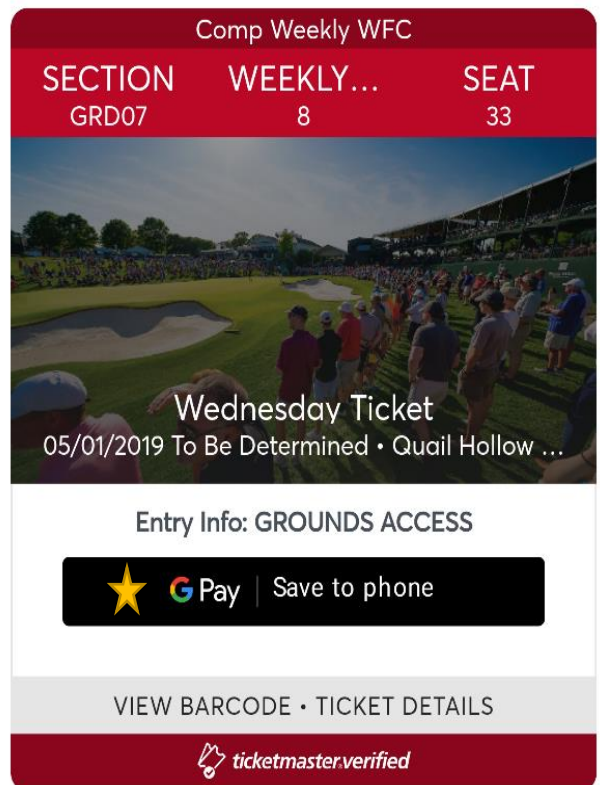 Comp Weekly WFC
SECTION WEEKLY... SEAT
GRD07 8 33
Wednesday Ticket
05/01/2019 To Be Determined • Quail Hollow ...
Entry Info: GROUNDS ACCESS
G Pay | Save to phone
VIEW BARCODE • TICKET DETAILS
ticketmaster.verified